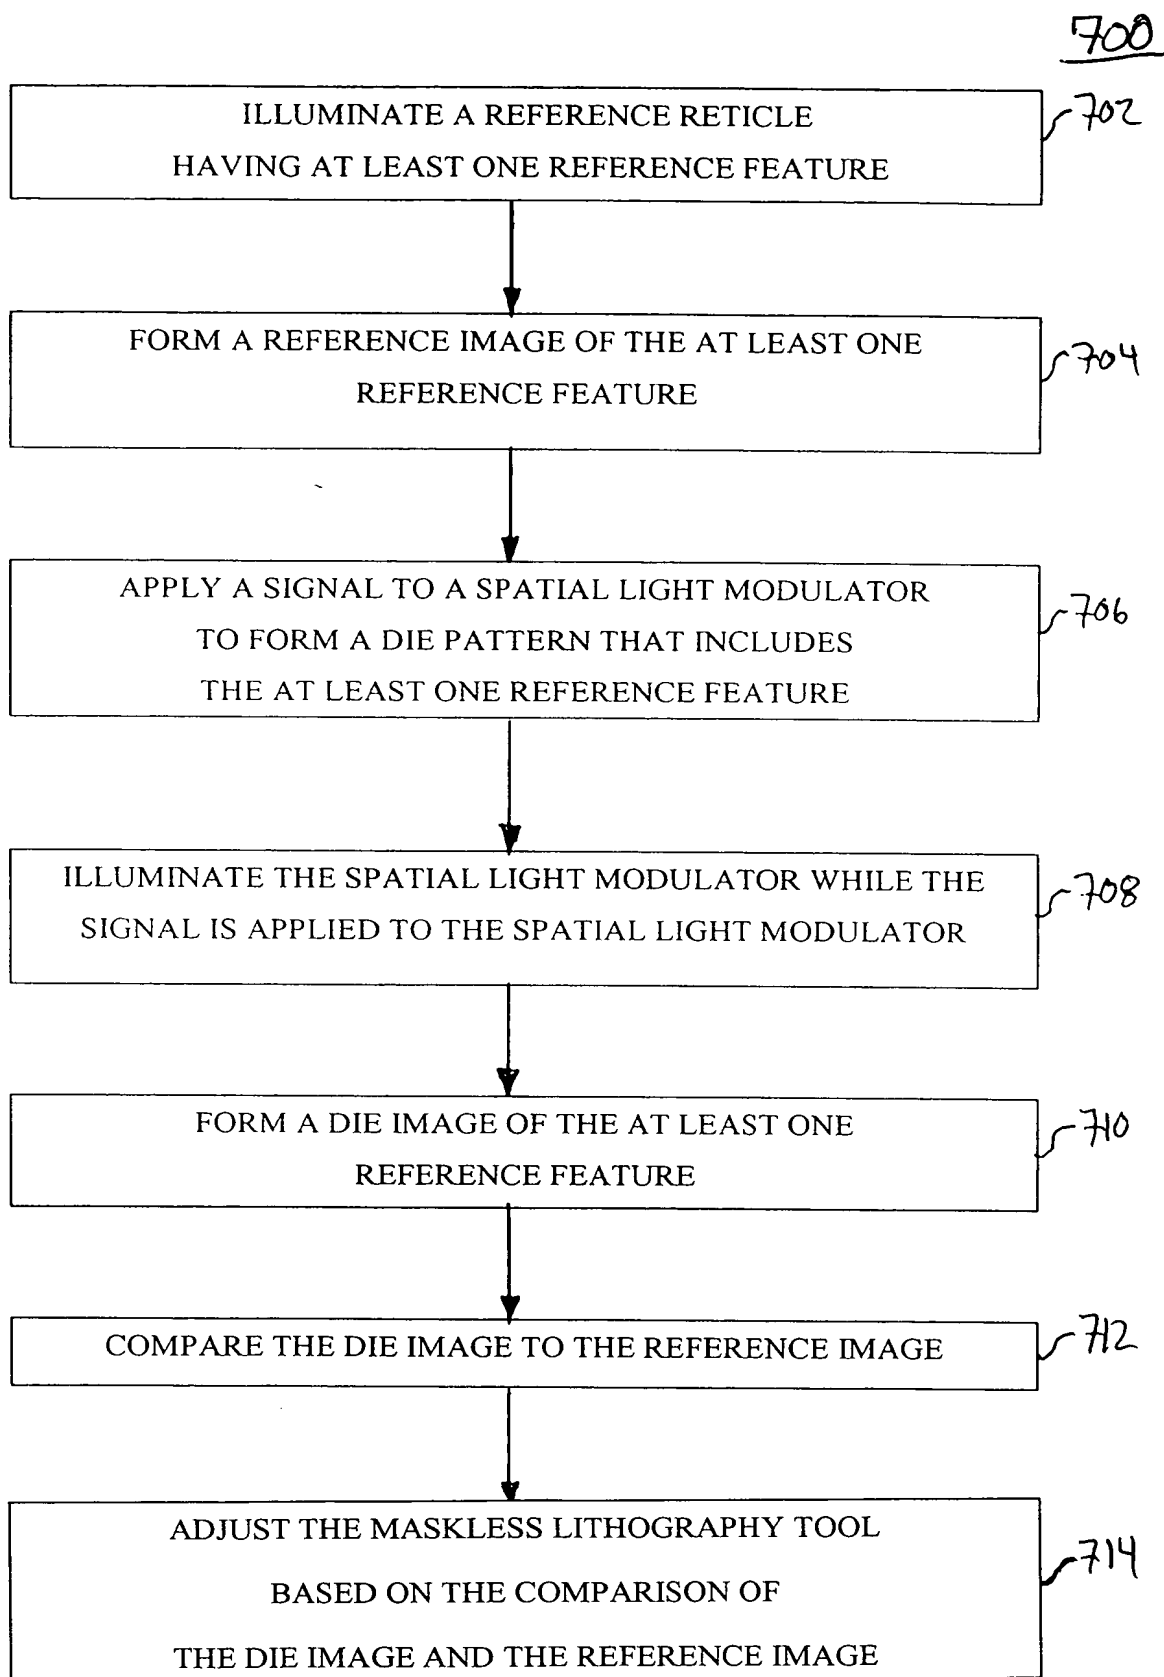 700
ILLUMINATE A REFERENCE RETICLE
HAVING AT LEAST ONE REFERENCE FEATURE
702
FORM A REFERENCE IMAGE OF THE AT LEAST ONE
REFERENCE FEATURE
704
APPLY A SIGNAL TO A SPATIAL LIGHT MODULATOR
TO FORM A DIE PATTERN THAT INCLUDES
THE AT LEAST ONE REFERENCE FEATURE
706
ILLUMINATE THE SPATIAL LIGHT MODULATOR WHILE THE
SIGNAL IS APPLIED TO THE SPATIAL LIGHT MODULATOR
708
FORM A DIE IMAGE OF THE AT LEAST ONE
REFERENCE FEATURE
710
COMPARE THE DIE IMAGE TO THE REFERENCE IMAGE
712
ADJUST THE MASKLESS LITHOGRAPHY TOOL
BASED ON THE COMPARISON OF
THE DIE IMAGE AND THE REFERENCE IMAGE
714